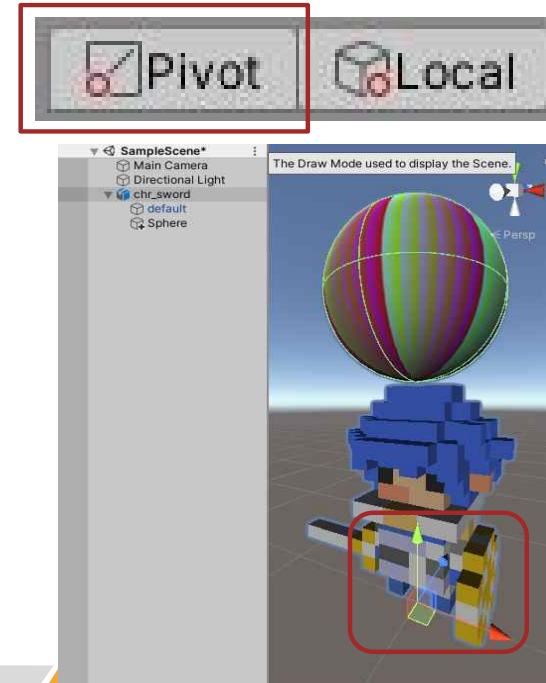 Pivot Local
SampleScene*
Main Camera
Directional Light
chr_sword
default
Sphere
The Draw Mode used to display the Scene.
Persp